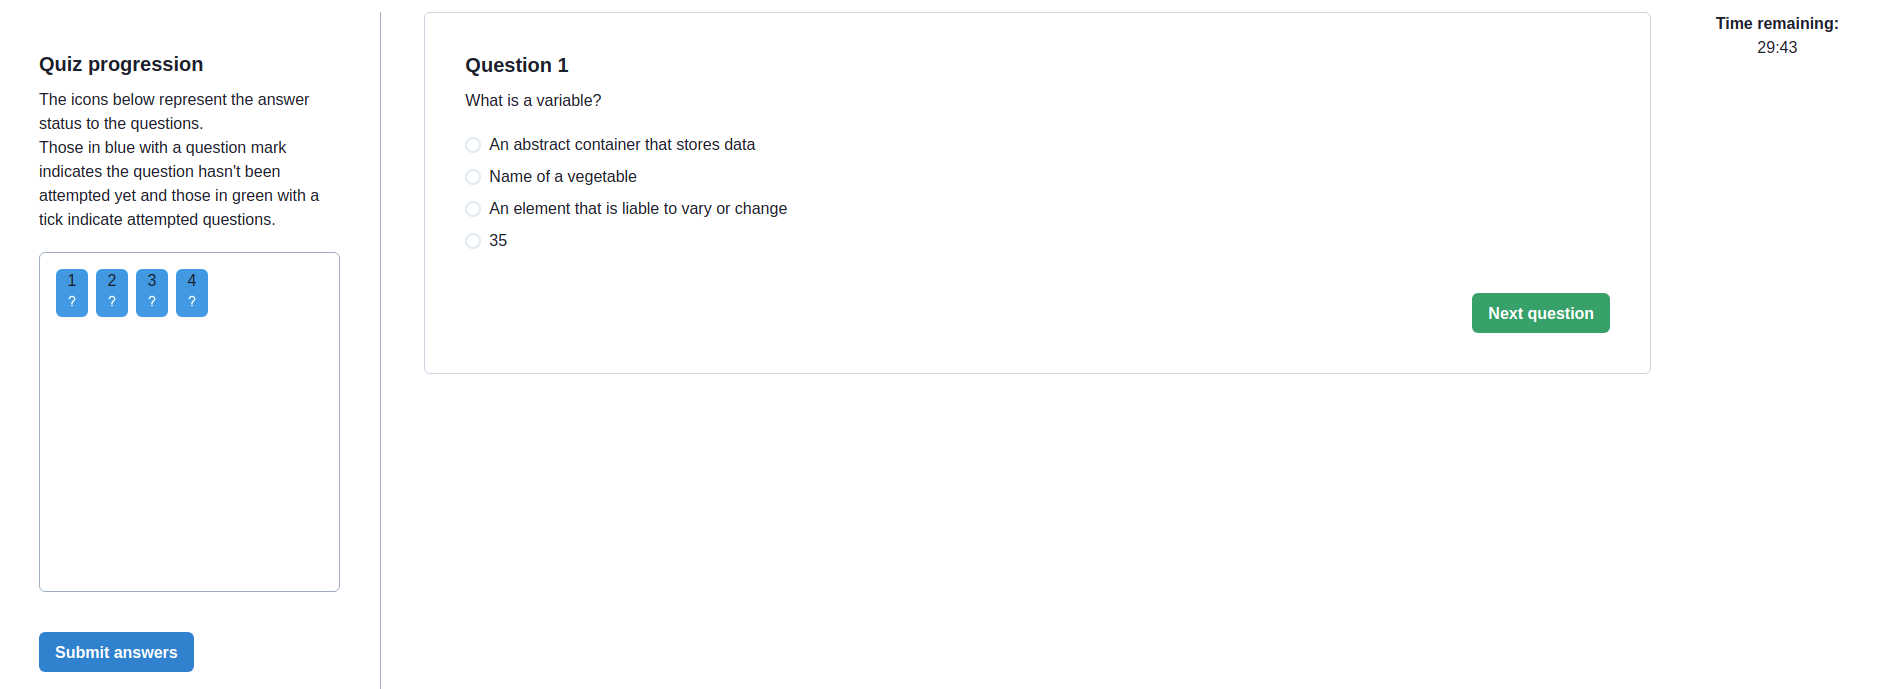 Quiz progression
The icons below represent the answer
status to the questions.
Those in blue with a question mark
indicates the question hasn't been
attempted yet and those in green with a
tick indicate attempted questions.
1 2 3 4
? ? ? ?
Submit answers
Question 1
What is a variable?
An abstract container that stores data
Name of a vegetable
An element that is liable to vary or change
35
Next question
Time remaining:
29:43